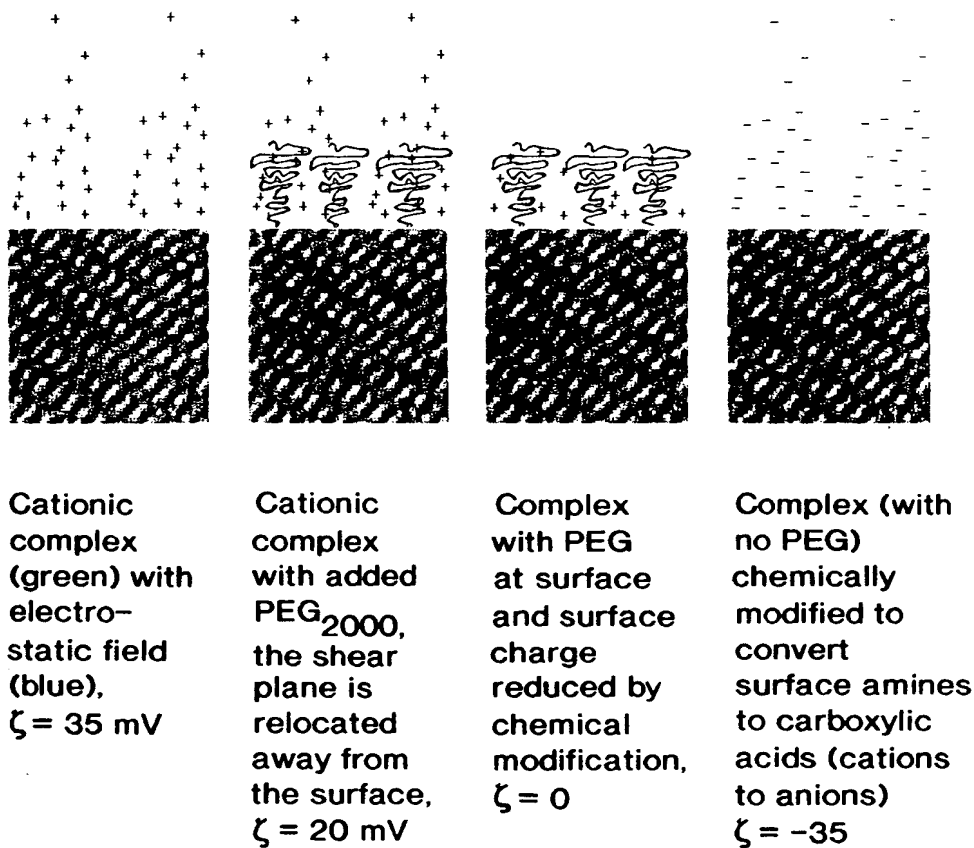 Cationic
complex
(green) with
electro-
static field
(blue),
ζ = 35 mV
Cationic
complex
with added
PEG2000,
the shear
plane is
relocated
away from
the surface,
ζ = 20 mV
Complex
with PEG
at surface
and surface
charge
reduced by
chemical
modification,
ζ = 0
Complex (with
no PEG)
chemically
modified to
convert
surface amines
to carboxylic
acids (cations
to anions)
ζ = -35